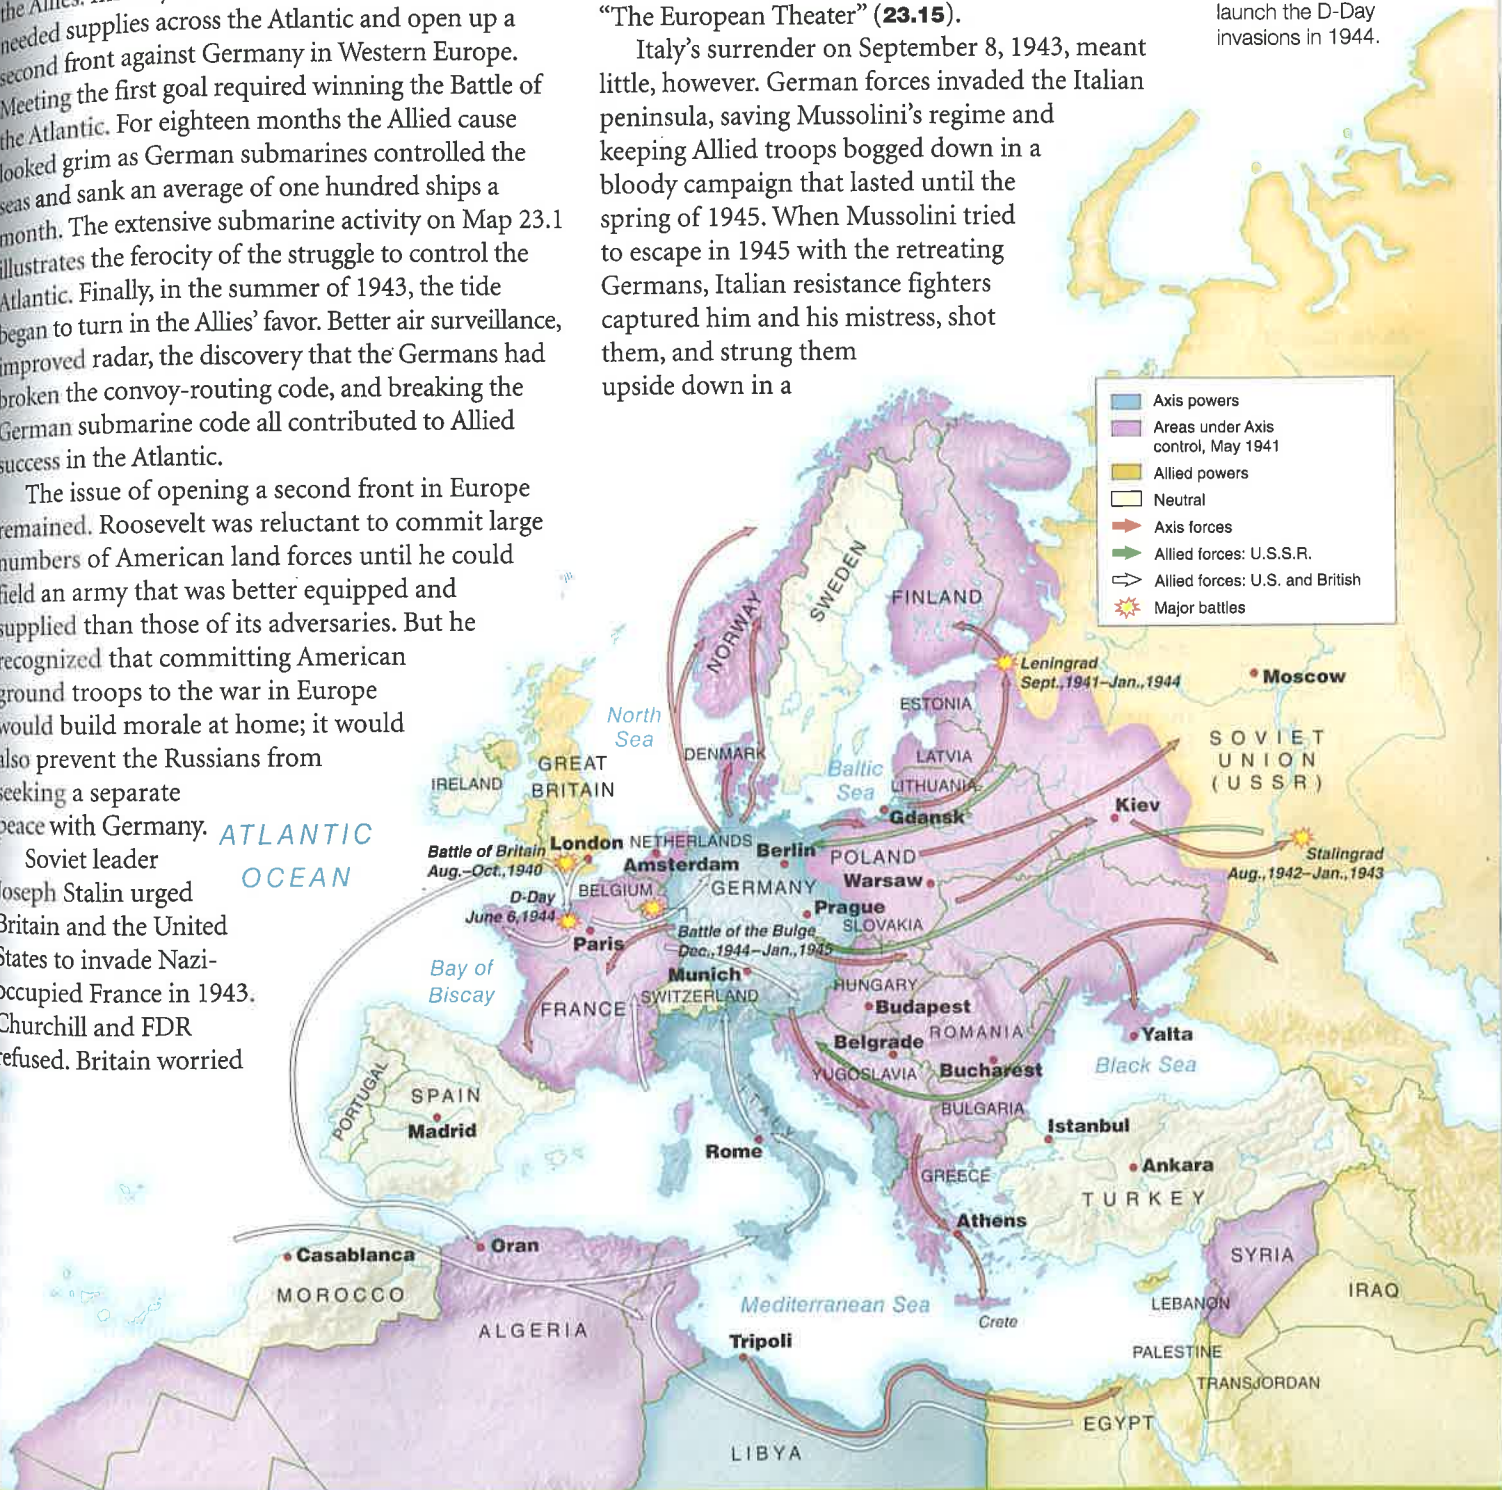 the Allies.
needed supplies across the Atlantic and open up a
second front against Germany in Western Europe.
Meeting the first goal required winning the Battle of
the Atlantic. For eighteen months the Allied cause
looked grim as German submarines controlled the
seas and sank an average of one hundred ships a
month. The extensive submarine activity on Map 23.1
illustrates the ferocity of the struggle to control the
Atlantic. Finally, in the summer of 1943, the tide
began to turn in the Allies' favor. Better air surveillance,
improved radar, the discovery that the Germans had
broken the convoy-routing code, and breaking the
German submarine code all contributed to Allied
success in the Atlantic.
The issue of opening a second front in Europe
remained. Roosevelt was reluctant to commit large
numbers of American land forces until he could
field an army that was better equipped and
supplied than those of its adversaries. But he
recognized that committing American
ground troops to the war in Europe
would build morale at home; it would
also prevent the Russians from
seeking a separate
peace with Germany.
Soviet leader
Joseph Stalin urged
Britain and the United
States to invade Nazi-
occupied France in 1943.
Churchill and FDR
refused. Britain worried
"The European Theater" (23.15).
Italy's surrender on September 8, 1943, meant
little, however. German forces invaded the Italian
peninsula, saving Mussolini's regime and
keeping Allied troops bogged down in a
bloody campaign that lasted until the
spring of 1945. When Mussolini tried
to escape in 1945 with the retreating
Germans, Italian resistance fighters
captured him and his mistress, shot
them, and strung them
upside down in a
launch the D-Day
invasions in 1944.
Axis powers
Areas under Axis
control, May 1941
Allied powers
Neutral
Axis forces
Allied forces: U.S.S.R.
Allied forces: U.S. and British
Major battles
NORWAY
SWEDEN
FINLAND
Leningrad
Sept., 1941–Jan., 1944
Moscow
ESTONIA
North
Sea
SOVIET
UNION
(USSR)
DENMARK
LATVIA
Baltic
Sea
LITHUANIA
IRELAND
GREAT
BRITAIN
Gdansk
Kiev
ATLANTIC
OCEAN
Battle of Britain
Aug.–Oct., 1940
London
NETHERLANDS
Amsterdam
Berlin
POLAND
Warsaw
Stalingrad
Aug., 1942–Jan., 1943
D-Day
June 6, 1944
BELGIUM
GERMANY
Prague
SLOVAKIA
Paris
Battle of the Bulge
Dec., 1944–Jan., 1945
Bay of
Biscay
Munich
FRANCE
SWITZERLAND
HUNGARY
Budapest
Belgrade
ROMANIA
Yalta
Black Sea
YUGOSLAVIA
Bucharest
PORTUGAL
SPAIN
Madrid
ITALY
Rome
BULGARIA
Istanbul
Ankara
TURKEY
GREECE
Athens
Casablanca
Oran
MOROCCO
ALGERIA
Mediterranean Sea
Crete
SYRIA
LEBANON
IRAQ
Tripoli
PALESTINE
TRANSJORDAN
LIBYA
EGYPT